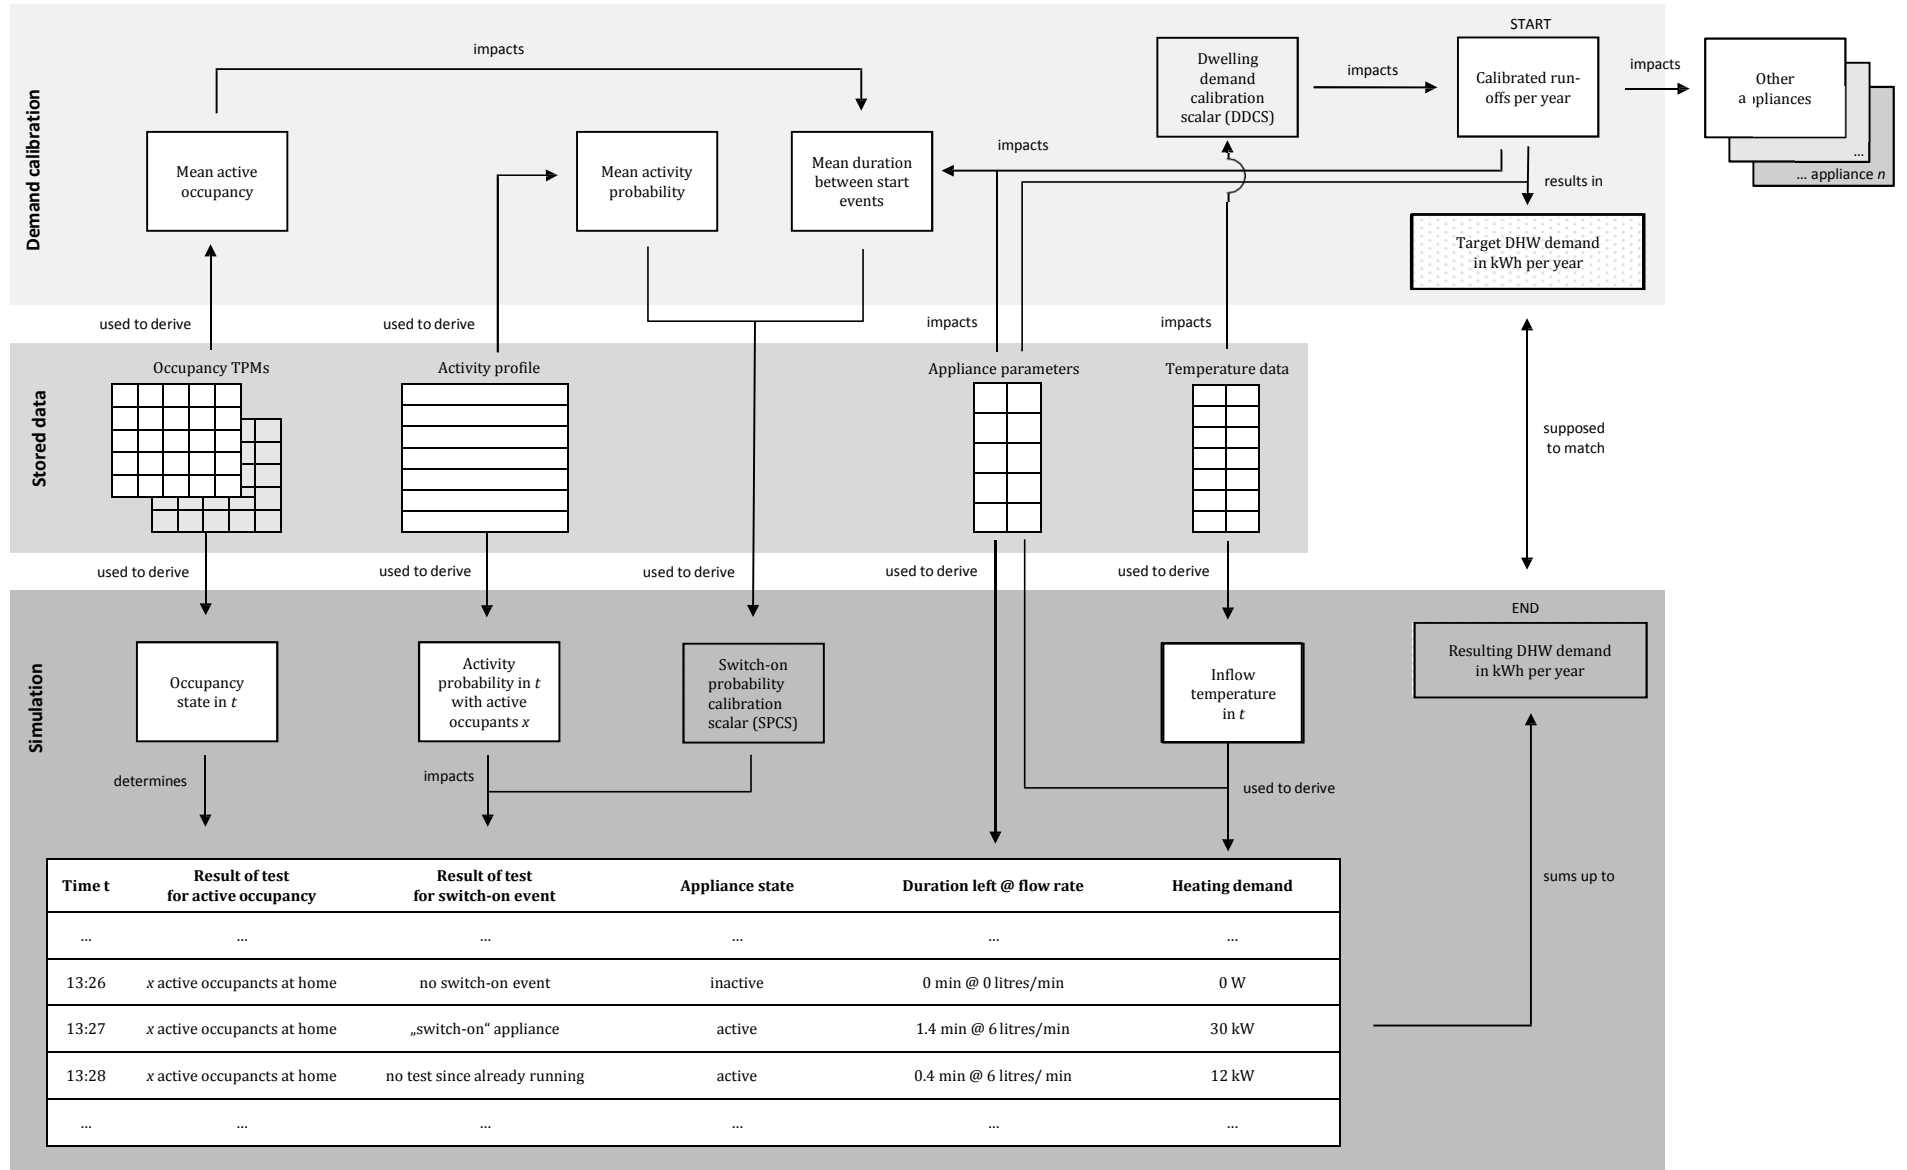 START
impacts
Dwelling
demand
calibration
scalar (DDCS)
impacts
Calibrated run-
offs per year
impacts
Other
appliances
...
... appliance n
Demand calibration
Mean active
occupancy
Mean activity
probability
Mean duration
between start
events
impacts
results in
Target DHW demand
in kWh per year
used to derive
used to derive
impacts
impacts
Stored data
Occupancy TPMs
Activity profile
Appliance parameters
Temperature data
supposed
to match
used to derive
used to derive
used to derive
used to derive
used to derive
Simulation
END
Occupancy
state in t
Activity
probability in t
with active
occupants x
Switch-on
probability
calibration
scalar (SPCS)
Inflow
temperature
in t
Resulting DHW demand
in kWh per year
determines
impacts
used to derive
sums up to
Time t
Result of test
for active occupancy
Result of test
for switch-on event
Appliance state
Duration left @ flow rate
Heating demand
... ... ... ... ... ...
13:26 x active occupancts at home no switch-on event inactive 0 min @ 0 litres/min 0 W
13:27 x active occupancts at home „switch-on“ appliance active 1.4 min @ 6 litres/min 30 kW
13:28 x active occupancts at home no test since already running active 0.4 min @ 6 litres/ min 12 kW
... ... ... ... ... ...